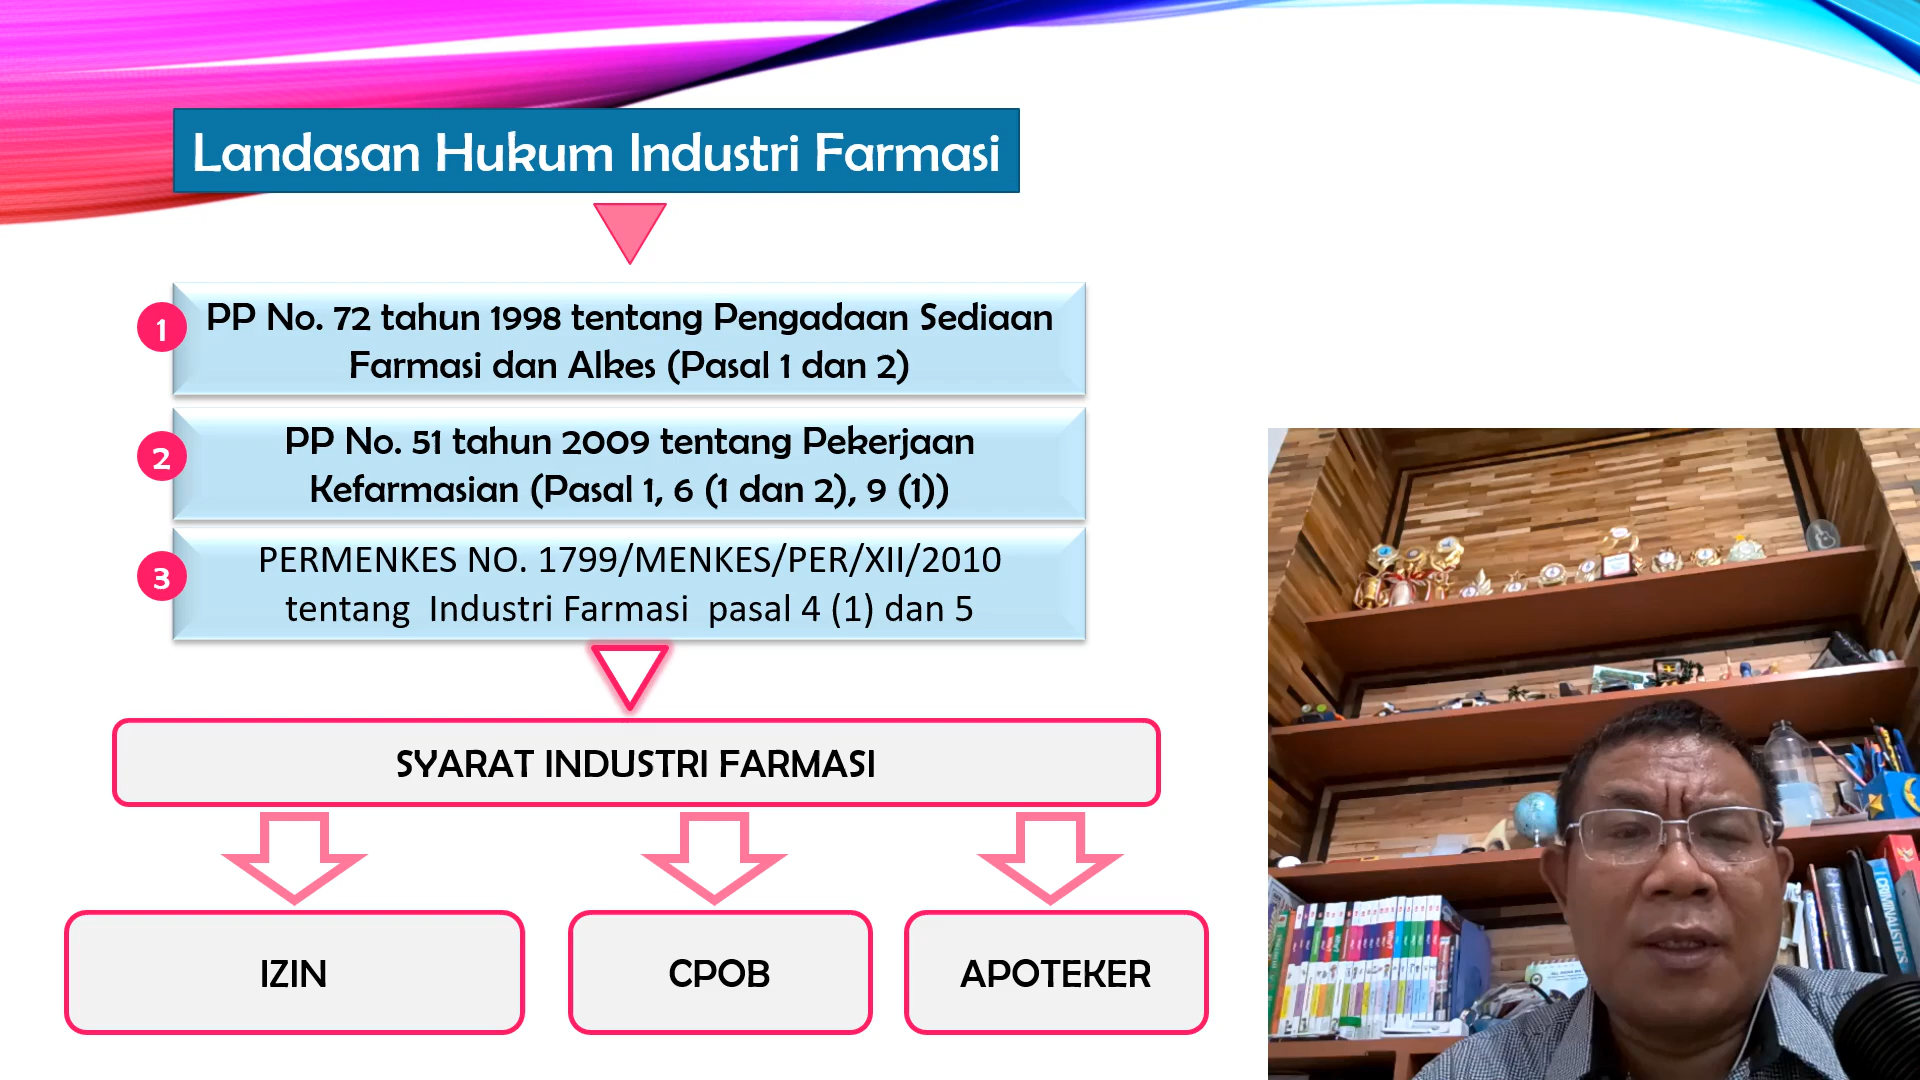 Landasan Hukum Industri Farmasi
1
PP No. 72 tahun 1998 tentang Pengadaan Sediaan
Farmasi dan Alkes (Pasal 1 dan 2)
2
PP No. 51 tahun 2009 tentang Pekerjaan
Kefarmasian (Pasal 1, 6 (1 dan 2), 9 (1))
3
PERMENKES NO. 1799/MENKES/PER/XII/2010
tentang Industri Farmasi pasal 4 (1) dan 5
SYARAT INDUSTRI FARMASI
IZIN
CPOB
APOTEKER
CRIMINALISTICS